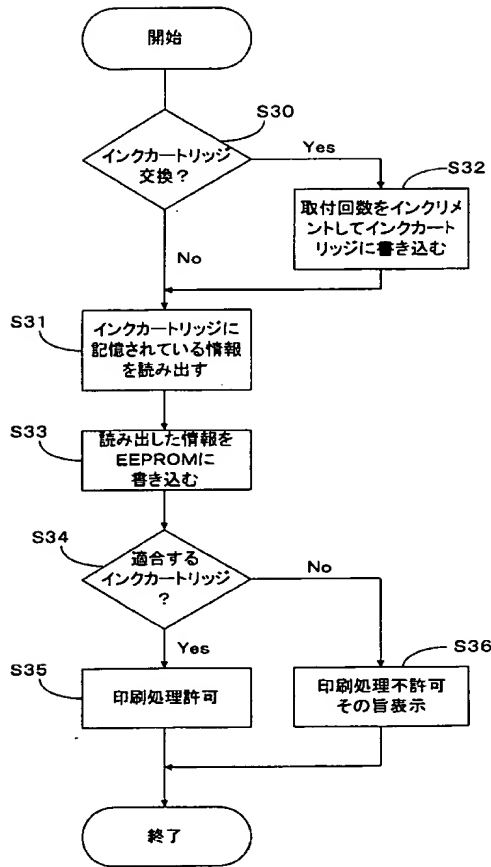 開始
S30
インクカートリッジ
交換？
Yes
S32
取付回数をインクリメ
ントしてインクカート
リッジに書き込む
No
S31
インクカートリッジに
記憶されている情報
を読み出す
S33
読み出した情報を
EEPROMに
書き込む
S34
適合する
インクカートリッジ
？
No
Yes
S36
S35
印刷処理許可
印刷処理不許可
その旨表示
終了